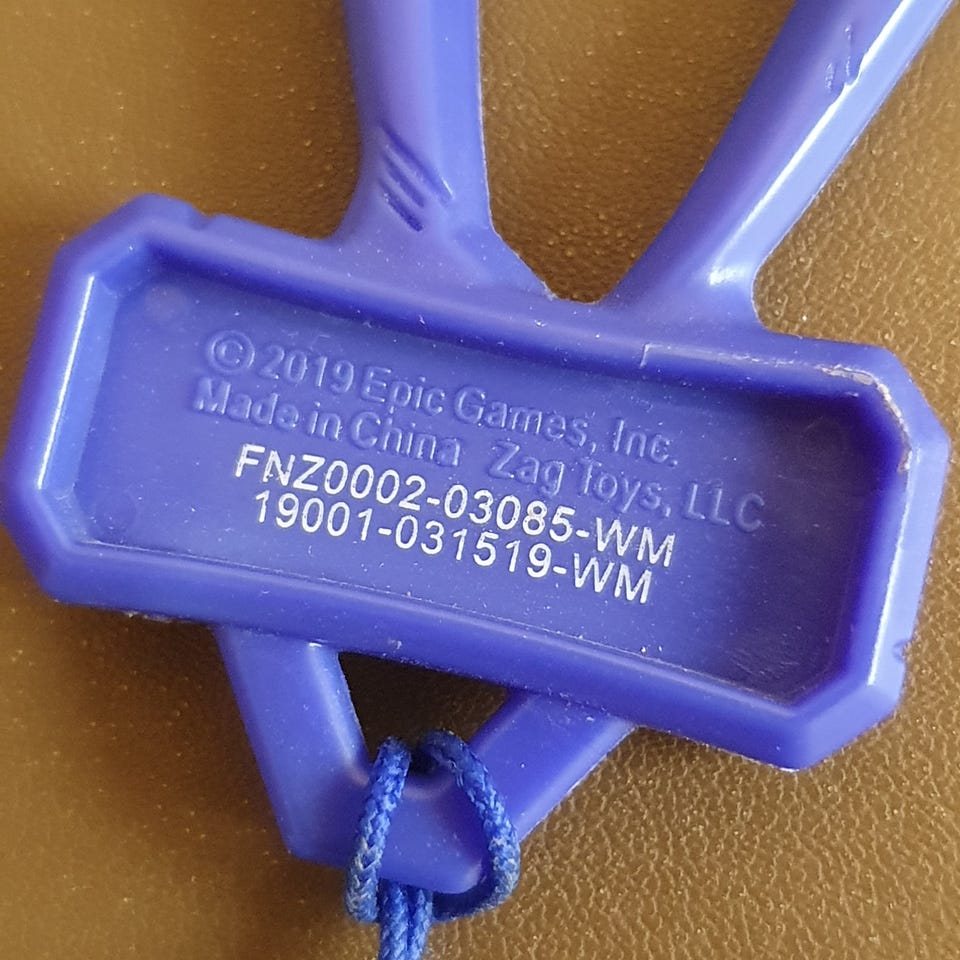 ©2019 Epic Games, Inc.
Made in China Zag Toys, LLC
FNZ0002-03085-WM
19001-031519-WM